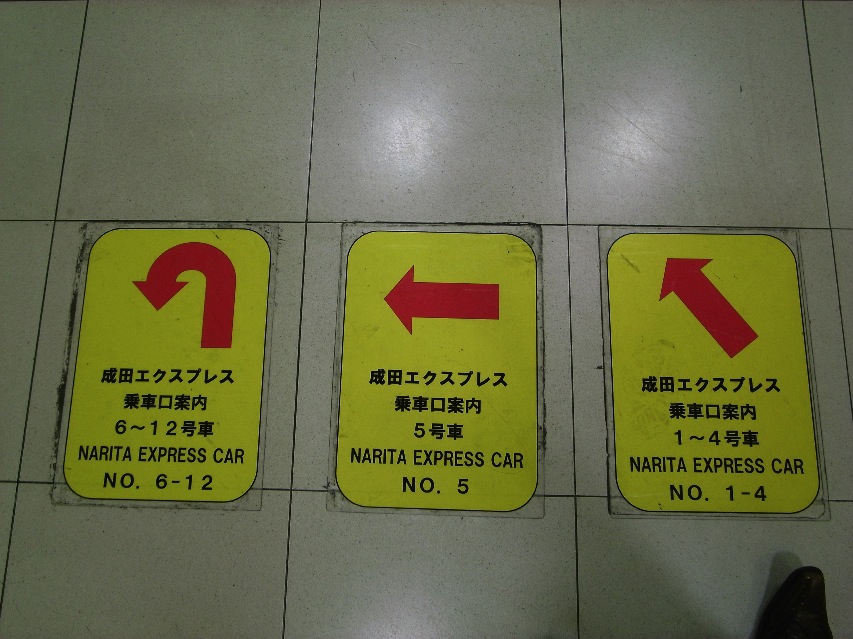 成田エクスプレス
乗車口案内
6～12号車
NARITA EXPRESS CAR
NO. 6-12
成田エクスプレス
乗車口案内
5号車
NARITA EXPRESS CAR
NO. 5
成田エクスプレス
乗車口案内
1～4号車
NARITA EXPRESS CAR
NO. 1-4